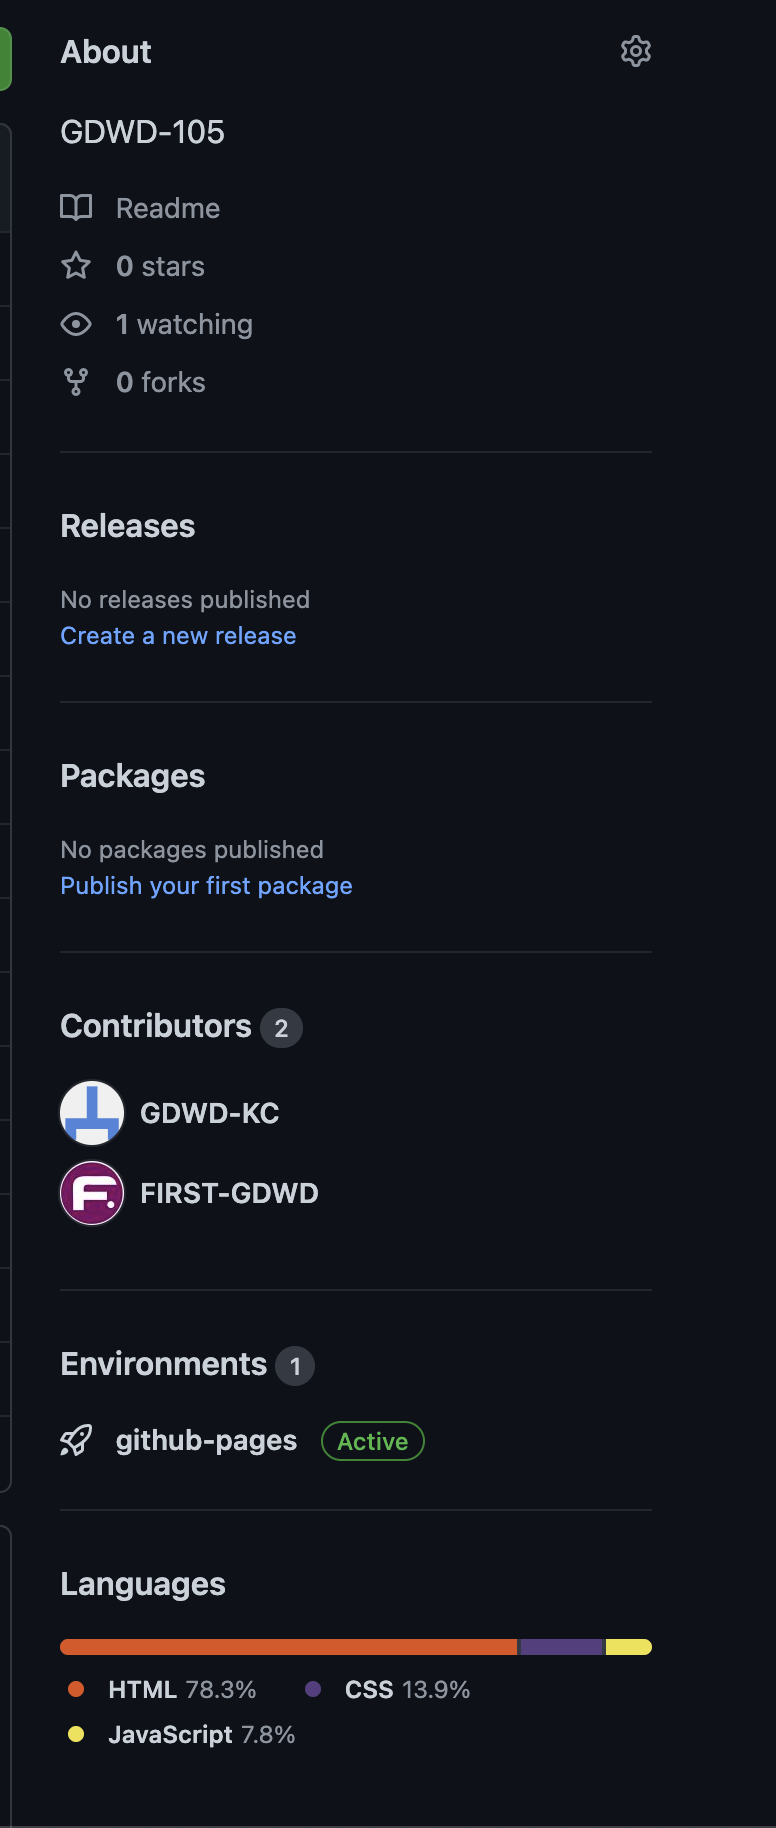 About
GDWD-105
Readme
0 stars
1 watching
0 forks
Releases
No releases published
Create a new release
Packages
No packages published
Publish your first package
Contributors 2
GDWD-KC
F.
FIRST-GDWD
Environments 1
github-pages Active
Languages
HTML 78.3% CSS 13.9%
JavaScript 7.8%